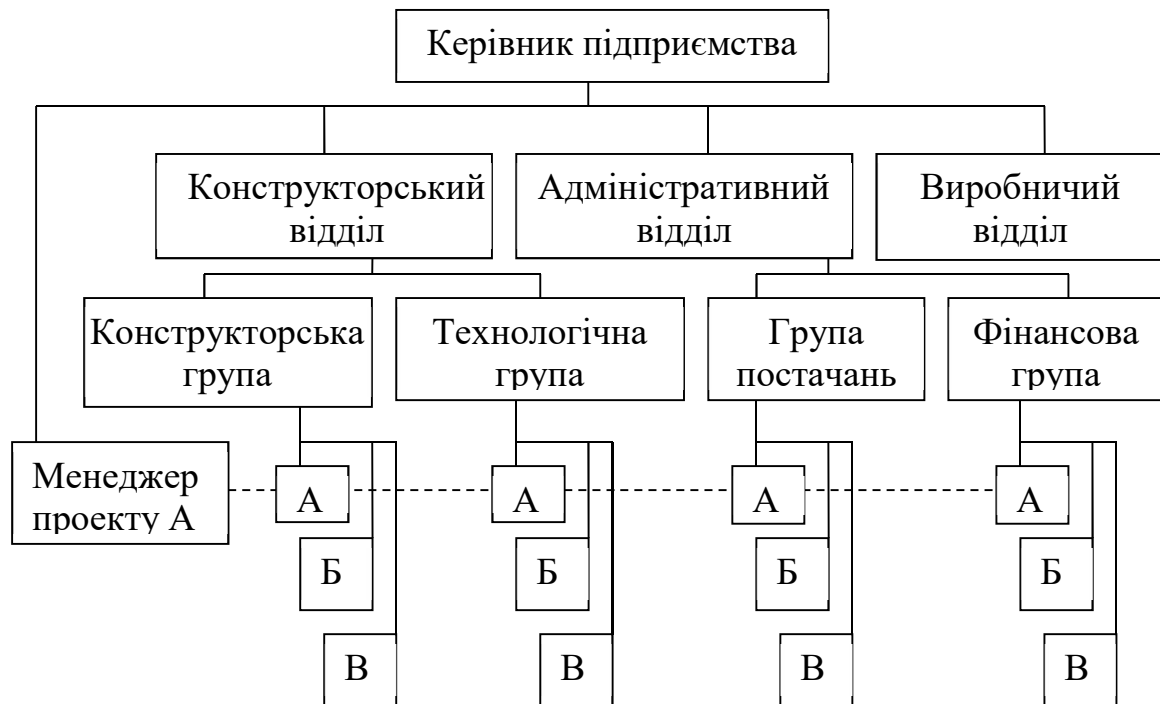 Керівник підприємства
Конструкторський
відділ
Адміністративний
відділ
Виробничий
відділ
Конструкторська
група
Технологічна
група
Група
постачань
Фінансова
група
Менеджер
проекту А
А
А
А
А
Б
Б
Б
Б
В
В
В
В